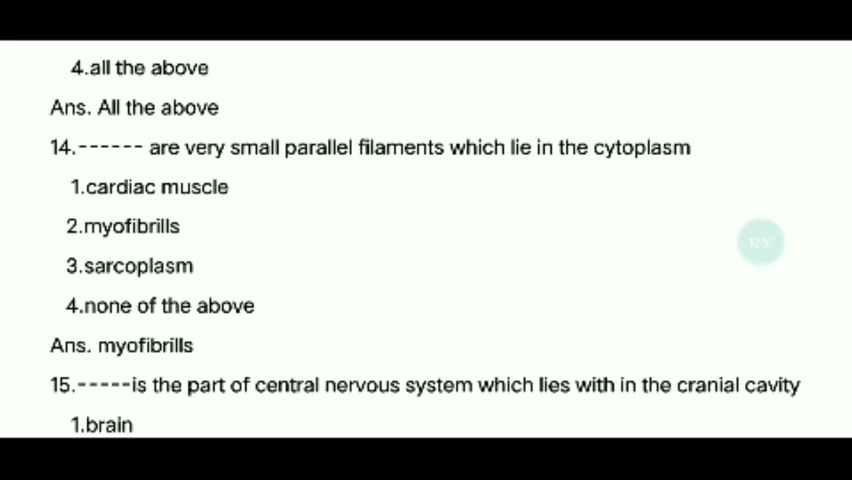 4.all the above
Ans. All the above
14.------ are very small parallel filaments which lie in the cytoplasm
1.cardiac muscle
2.myofibrills
3.sarcoplasm
4.none of the above
Ans. myofibrills
15.-----is the part of central nervous system which lies with in the cranial cavity
1.brain